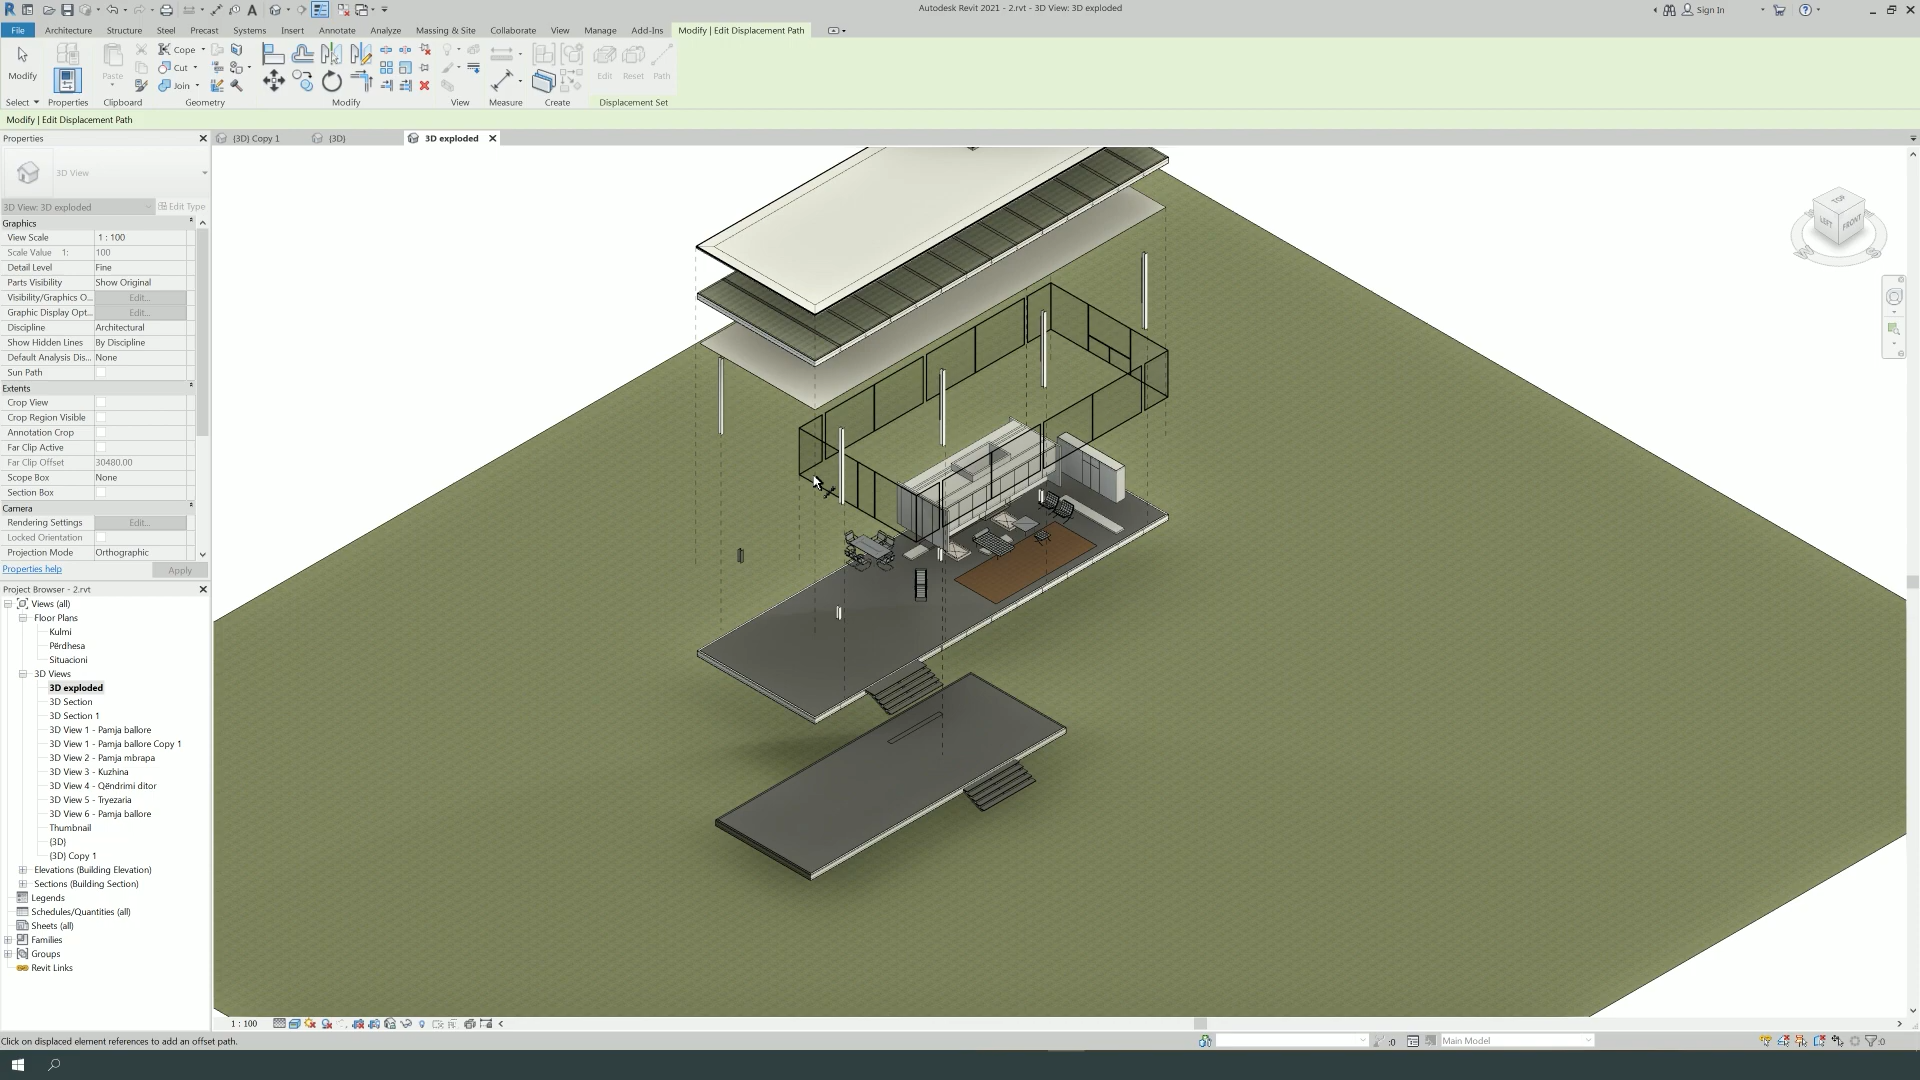 Autodesk Revit 2021 - 2.rvt - 3D View: 3D exploded
Sign In
File Architecture Structure Steel Precast Systems Insert Annotate Analyze Massing & Site Collaborate View Manage Add-Ins Modify | Edit Displacement Path
Modify
Paste
Cope
Cut
Join
Edit Reset Path
Select Properties Clipboard Geometry Modify View Measure Create Displacement Set
Modify | Edit Displacement Path
Properties
{3D} Copy 1
{3D}
3D exploded
3D View
3D View: 3D exploded
Edit Type
Graphics
View Scale 1 : 100
Scale Value 1: 100
Detail Level Fine
Parts Visibility Show Original
Visibility/Graphics O... Edit...
Graphic Display Opt... Edit...
Discipline Architectural
Show Hidden Lines By Discipline
Default Analysis Dis... None
Sun Path
Extents
Crop View
Crop Region Visible
Annotation Crop
Far Clip Active
Far Clip Offset 30480.00
Scope Box None
Section Box
Camera
Rendering Settings Edit...
Locked Orientation
Projection Mode Orthographic
Properties help
Apply
Project Browser - 2.rvt
Views (all)
Floor Plans
Kulmi
Përdhesa
Situacioni
3D Views
3D exploded
3D Section
3D Section 1
3D View 1 - Pamja ballore
3D View 1 - Pamja ballore Copy 1
3D View 2 - Pamja mbrapa
3D View 3 - Kuzhina
3D View 4 - Qëndrimi ditor
3D View 5 - Tryezaria
3D View 6 - Pamja ballore
Thumbnail
{3D}
{3D} Copy 1
Elevations (Building Elevation)
Sections (Building Section)
Legends
Schedules/Quantities (all)
Sheets (all)
Families
Groups
Revit Links
TOP
LEFT
FRONT
1 : 100
Click on displaced element references to add an offset path.
:0
Main Model
:0